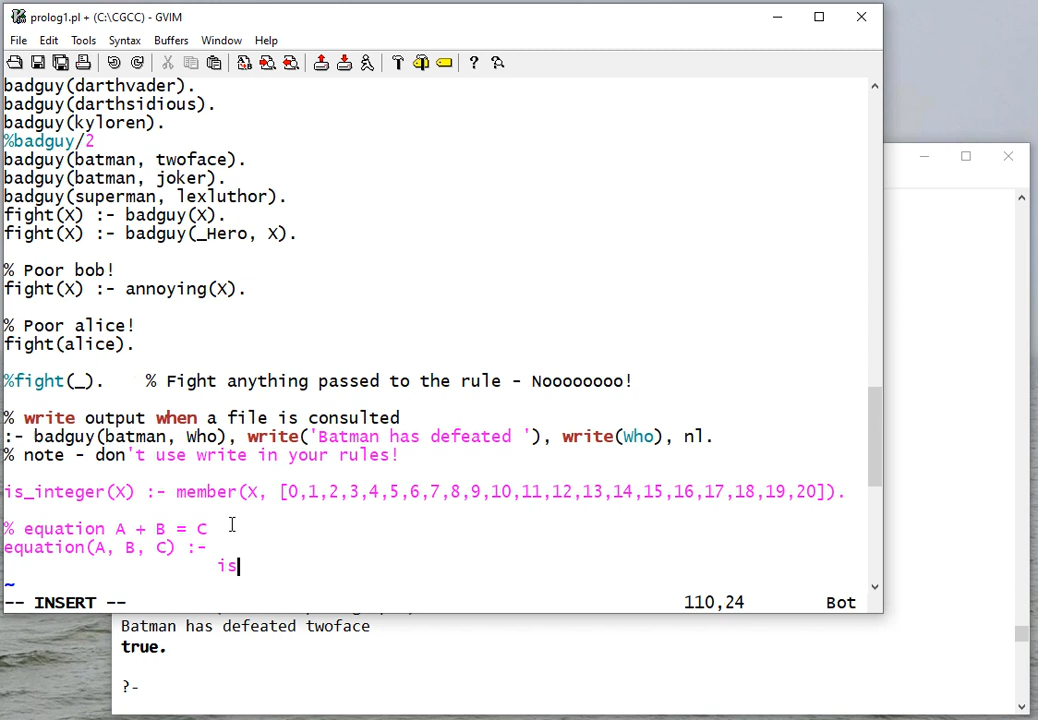 prolog1.pl + (C:\CGCC) - GVIM
File Edit Tools Syntax Buffers Window Help
badguy(darthvader).
badguy(darthsidious).
badguy(kyloren).
%badguy/2
badguy(batman, twoface).
badguy(batman, joker).
badguy(superman, lexluthor).
fight(X) :- badguy(X).
fight(X) :- badguy(_Hero, X).
% Poor bob!
fight(X) :- annoying(X).
% Poor alice!
fight(alice).
%fight(_).    % Fight anything passed to the rule - Noooooooo!
% write output when a file is consulted
:- badguy(batman, Who), write('Batman has defeated '), write(Who), nl.
% note - don't use write in your rules!
is_integer(X) :- member(X, [0,1,2,3,4,5,6,7,8,9,10,11,12,13,14,15,16,17,18,19,20]).
% equation A + B = C
equation(A, B, C) :-
is
~
-- INSERT -- 110,24 Bot
Batman has defeated twoface
true.
?-